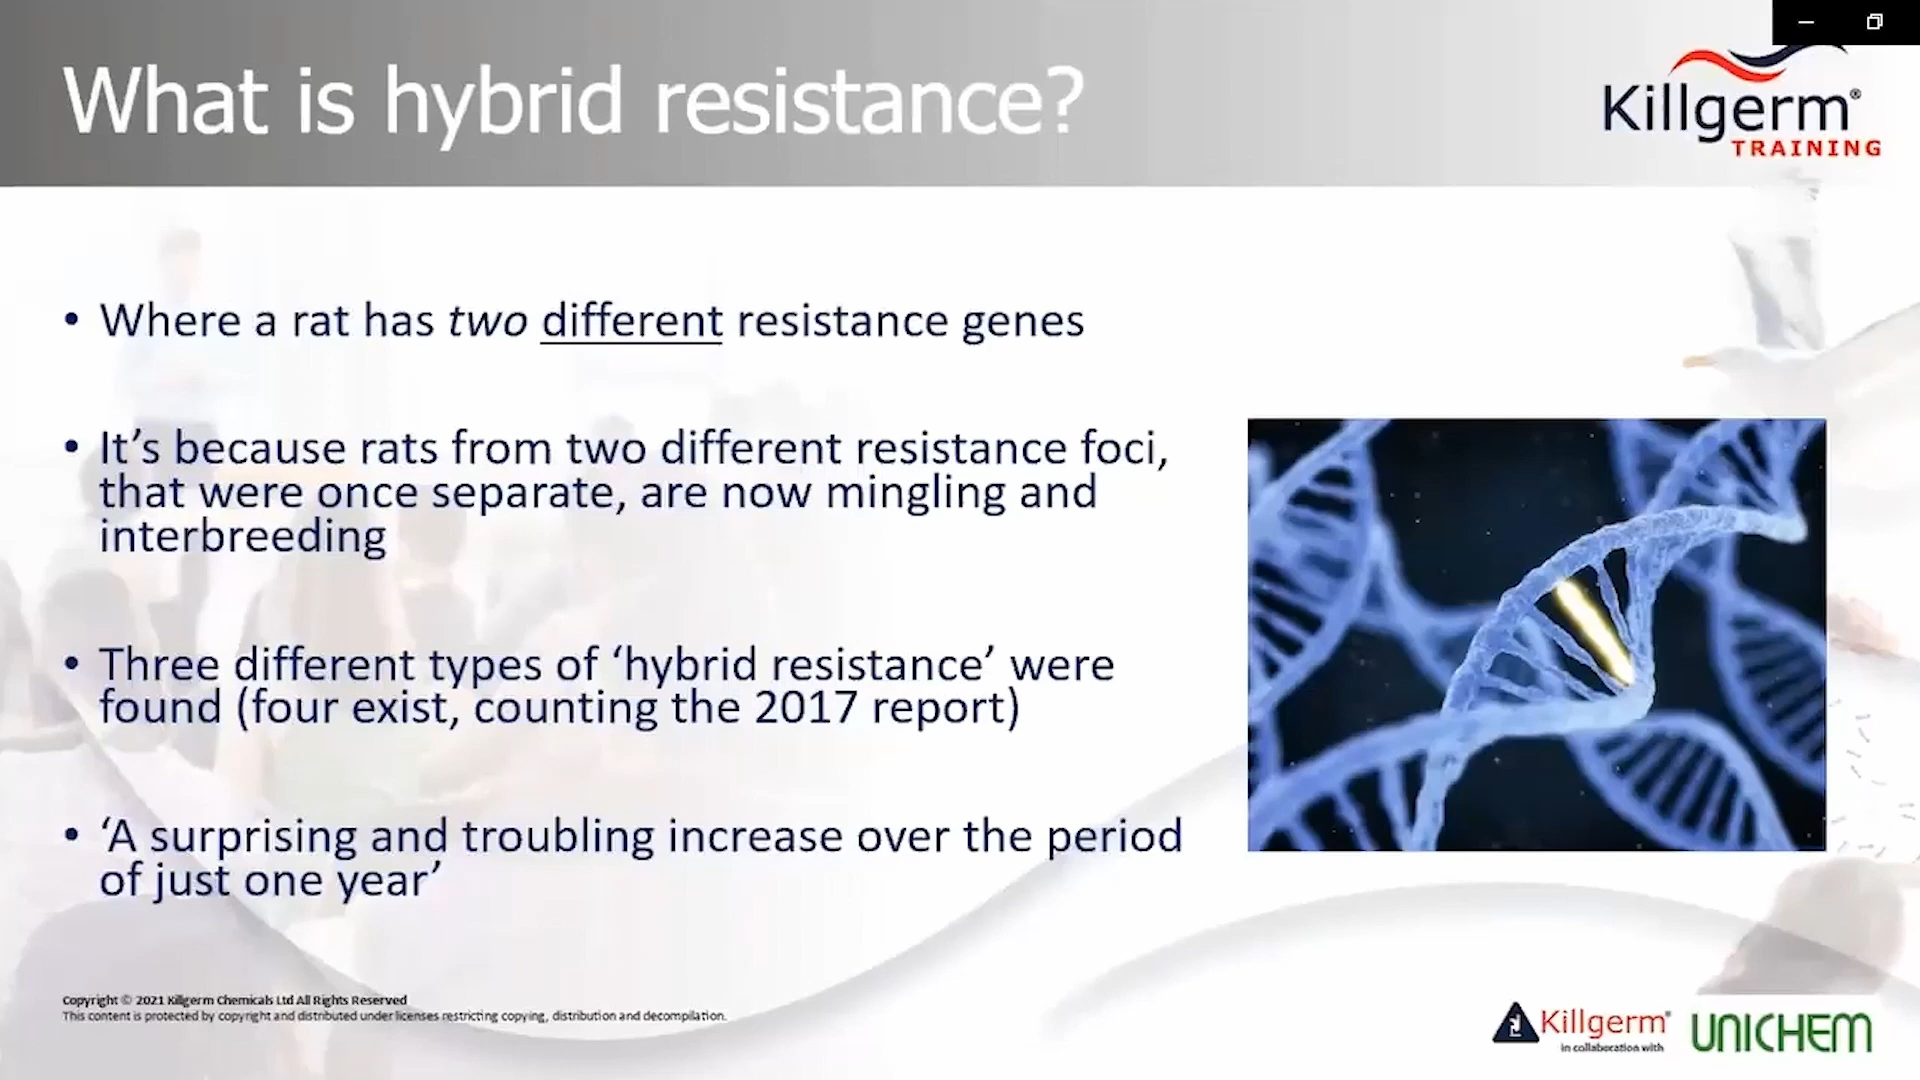 What is hybrid resistance?
Killgerm®
TRAINING
• Where a rat has two different resistance genes
• It’s because rats from two different resistance foci,
that were once separate, are now mingling and
interbreeding
• Three different types of ‘hybrid resistance’ were
found (four exist, counting the 2017 report)
• ‘A surprising and troubling increase over the period
of just one year’
Copyright © 2021 Killgerm Chemicals Ltd All Rights Reserved
This content is protected by copyright and distributed under licenses restricting copying, distribution and decompilation.
Killgerm®
in collaboration with
UNICHEM